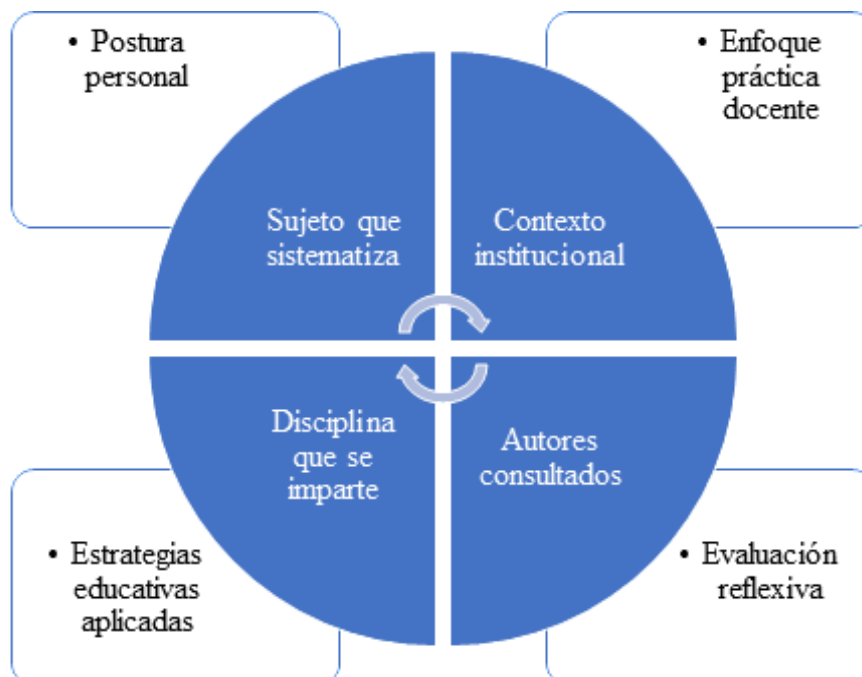 • Postura
personal
• Enfoque
práctica
docente
Sujeto que
sistematiza
Contexto
institucional
Disciplina
que se
imparte
Autores
consultados
• Estrategias
educativas
aplicadas
• Evaluación
reflexiva